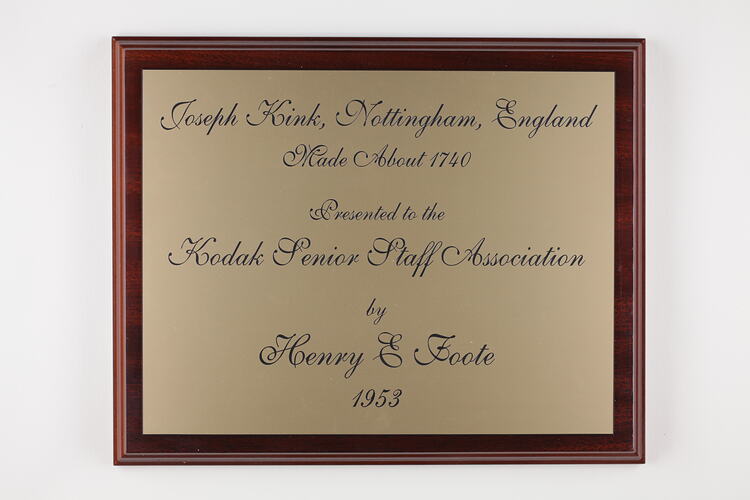 Joseph Kink, Nottingham, England
Made About 1740
Presented to the
Kodak Senior Staff Association
by
Henry E Foote
1953